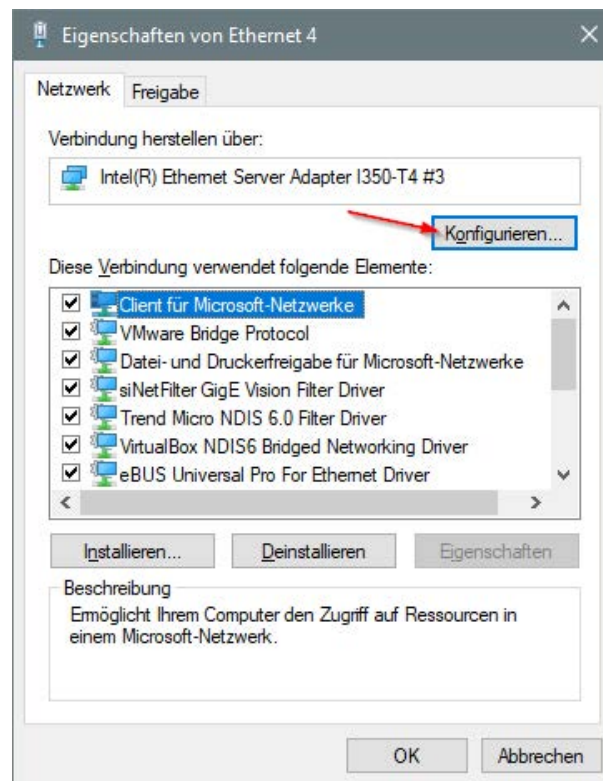 Eigenschaften von Ethernet 4
Netzwerk
Freigabe
Verbindung herstellen über:
Intel(R) Ethernet Server Adapter I350-T4 #3
Konfigurieren...
Diese Verbindung verwendet folgende Elemente:
Client für Microsoft-Netzwerke
VMware Bridge Protocol
Datei- und Druckerfreigabe für Microsoft-Netzwerke
siNetFilter GigE Vision Filter Driver
Trend Micro NDIS 6.0 Filter Driver
VirtualBox NDIS6 Bridged Networking Driver
eBUS Universal Pro For Ethernet Driver
Installieren...
Deinstallieren
Eigenschaften
Beschreibung
Ermöglicht Ihrem Computer den Zugriff auf Ressourcen in
einem Microsoft-Netzwerk.
OK
Abbrechen